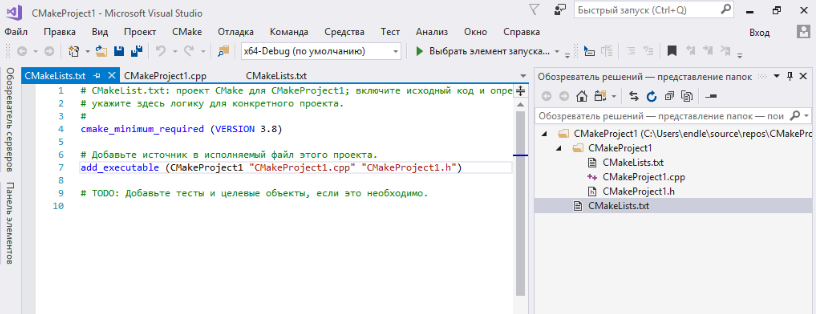 CMakeProject1 - Microsoft Visual Studio
Быстрый запуск (Ctrl+Q)
Файл Правка Вид Проект CMake Отладка Команда Средства Тест Анализ Окно Справка Вход
x64-Debug (по умолчанию) Выбрать элемент запуска...
Обозреватель серверов
Панель элементов
CMakeLists.txt CMakeProject1.cpp CMakeLists.txt
1 # CMakeList.txt: проект CMake для CMakeProject1; включите исходный код и опре
2 # укажите здесь логику для конкретного проекта.
3 #
4 cmake_minimum_required (VERSION 3.8)
5
6 # Добавьте источник в исполняемый файл этого проекта.
7 add_executable (CMakeProject1 "CMakeProject1.cpp" "CMakeProject1.h")
8
9 # TODO: Добавьте тесты и целевые объекты, если это необходимо.
10
Обозреватель решений — представление папок
Обозреватель решений — представление папок — пои
CMakeProject1 (C:\Users\endle\source\repos\CMakePro
CMakeProject1
CMakeLists.txt
CMakeProject1.cpp
CMakeProject1.h
CMakeLists.txt